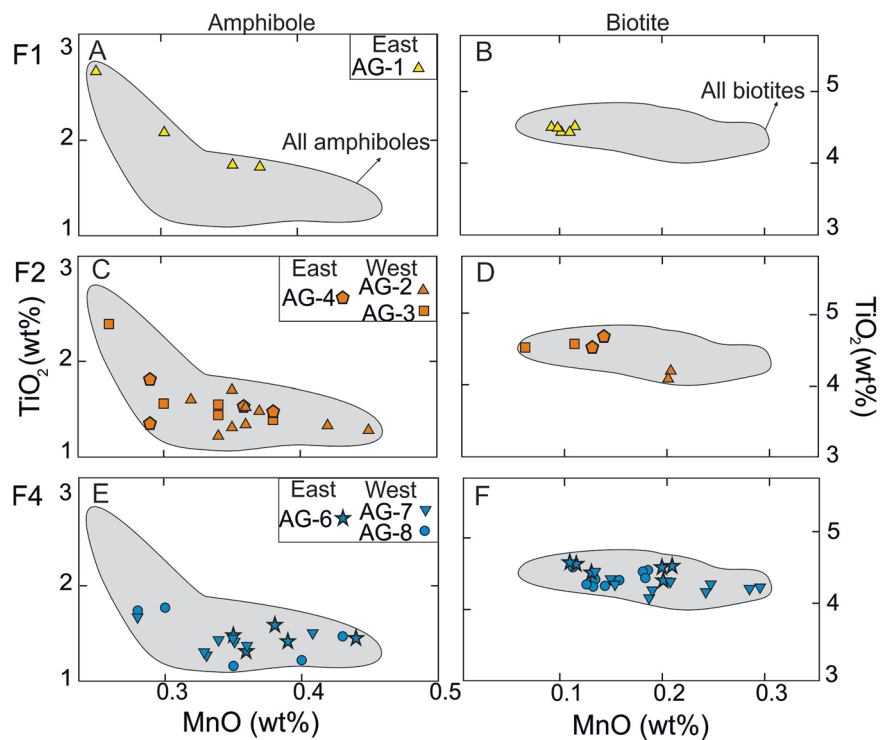 Amphibole
Biotite
F1
3
2
1
A
East
AG-1
All amphiboles
B
All biotites
5
4
3
F2
3
2
1
C
East West
AG-4 AG-2
AG-3
D
5
4
3
TiO₂(wt%)
TiO₂(wt%)
F4
3
2
1
E
East West
AG-6 AG-7
AG-8
F
5
4
3
0.3 0.4 0.5
0.1 0.2 0.3
MnO (wt%)
MnO (wt%)